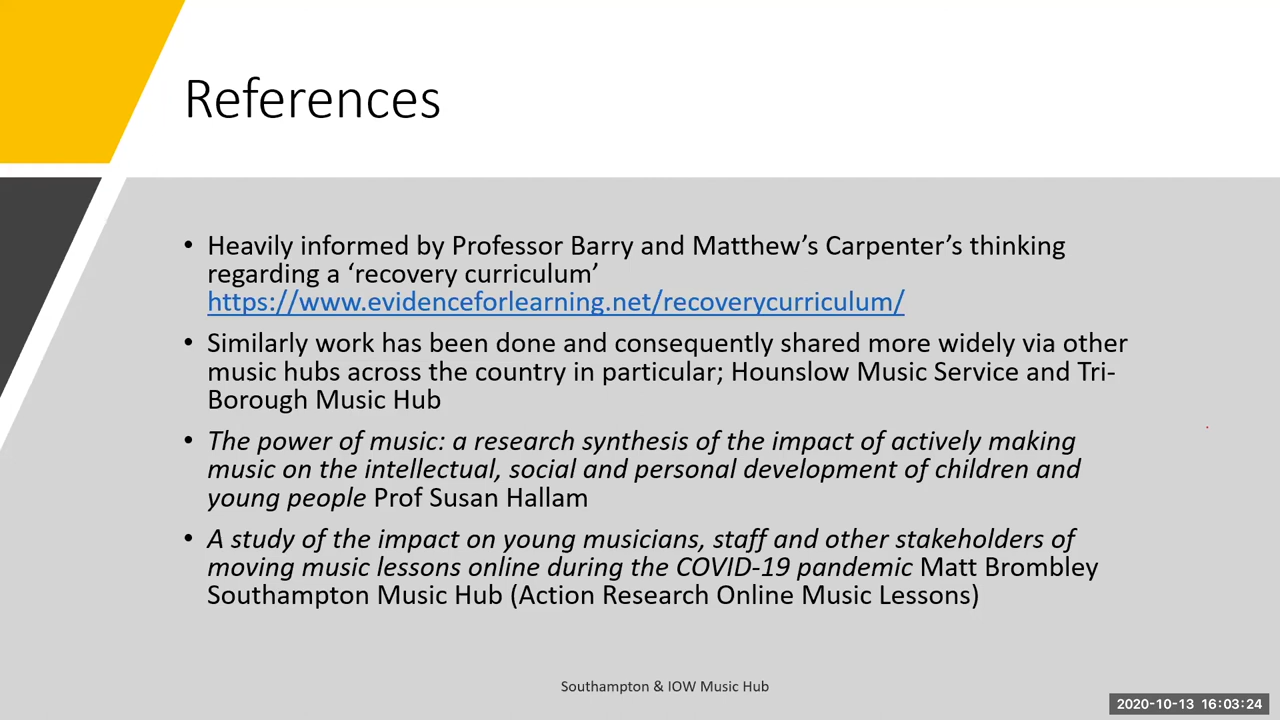 References
• Heavily informed by Professor Barry and Matthew’s Carpenter’s thinking
regarding a ‘recovery curriculum’
https://www.evidenceforlearning.net/recoverycurriculum/
• Similarly work has been done and consequently shared more widely via other
music hubs across the country in particular; Hounslow Music Service and Tri-
Borough Music Hub
• The power of music: a research synthesis of the impact of actively making
music on the intellectual, social and personal development of children and
young people Prof Susan Hallam
• A study of the impact on young musicians, staff and other stakeholders of
moving music lessons online during the COVID-19 pandemic Matt Brombley
Southampton Music Hub (Action Research Online Music Lessons)
Southampton & IOW Music Hub
2020-10-13 16:03:24